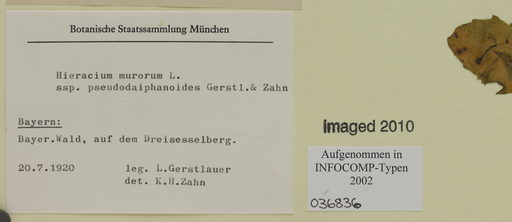 Botanische Staatssammlung München
Hieracium murorum L.
ssp. pseudodaiphanoides Gerstl.& Zahn
Bayern:
Bayer.Wald, auf dem Dreisesselberg.
20.7.1920 leg. L.Gerstlauer
det. K.H.Zahn
Imaged 2010
Aufgenommen in
INFOCOMP-Typen
2002
036836